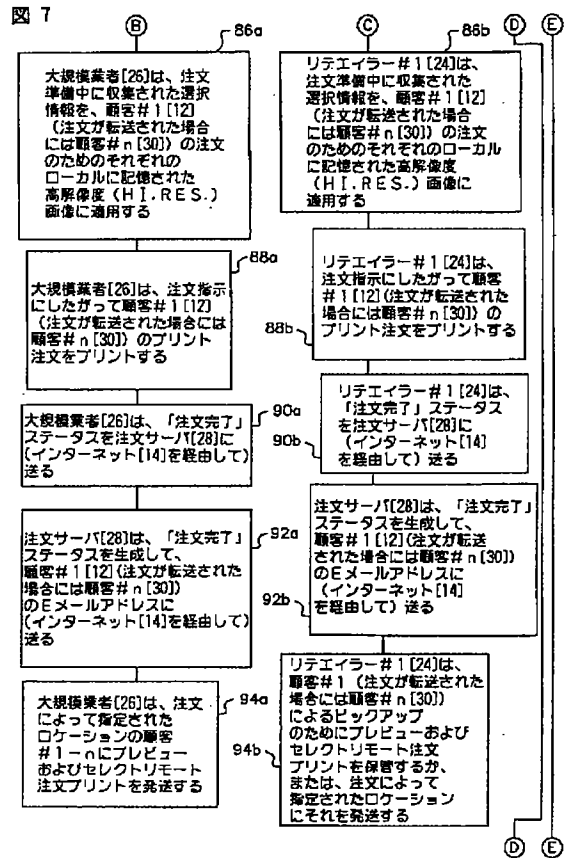 図 7
B
C
D
E
86a
大規模業者[26]は、注文
準備中に収集された選択
情報を、顧客#1[12]
(注文が転送された場合
には顧客#n[30])の注文
のためのそれぞれの
ローカルに記憶された
高解像度(HI.RES.)
画像に適用する
86b
リテエイラー#1[24]は、
注文準備中に収集された
選択情報を、顧客#1[12]
(注文が転送された場合
には顧客#n[30])の注文
のためのそれぞれのローカル
に記憶された高解像度
(HI.RES.)画像に
適用する
88a
大規模業者[26]は、注文指示
にしたがって顧客#1[12]
(注文が転送された場合には
顧客#n[30])のプリント
注文をプリントする
88b
リテエイラー#1[24]は、
注文指示にしたがって顧客
#1[12](注文が転送された
場合には顧客#n[30])の
プリント注文をプリントする
90a
大規模業者[26]は、「注文完了」
ステータスを注文サーバ[28]に
(インターネット[14]を経由して)
送る
90b
リテエイラー#1[24]は、
「注文完了」ステータス
を注文サーバ[28]に
(インターネット[14]
を経由して)送る
92a
注文サーバ[28]は、「注文完了」
ステータスを生成して、
顧客#1[12](注文が転送された
場合には顧客#n[30])
のEメールアドレスに
(インターネット[14]を経由して)
送る
92b
注文サーバ[28]は、「注文完了」
ステータスを生成して、
顧客#1[12](注文が転送
された場合には顧客#n[30])
のEメールアドレスに
(インターネット[14]
を経由して)送る
94a
大規模業者[26]は、注文
によって指定された
ロケーションの顧客
#1-nにプレビュー
およびセレクトリモート
注文プリントを発送する
94b
リテエイラー#1[24]は、
顧客#1(注文が転送された
場合には顧客#n[30])
によるピックアップ
のためにプレビューおよび
セレクトリモート注文
プリントを保管するか、
または、注文によって
指定されたロケーション
にそれを発送する
D
E